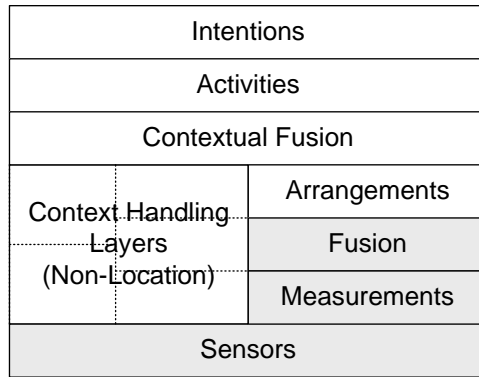 Intentions
Activities
Contextual Fusion
Context Handling
Layers
(Non-Location)
Arrangements
Fusion
Measurements
Sensors